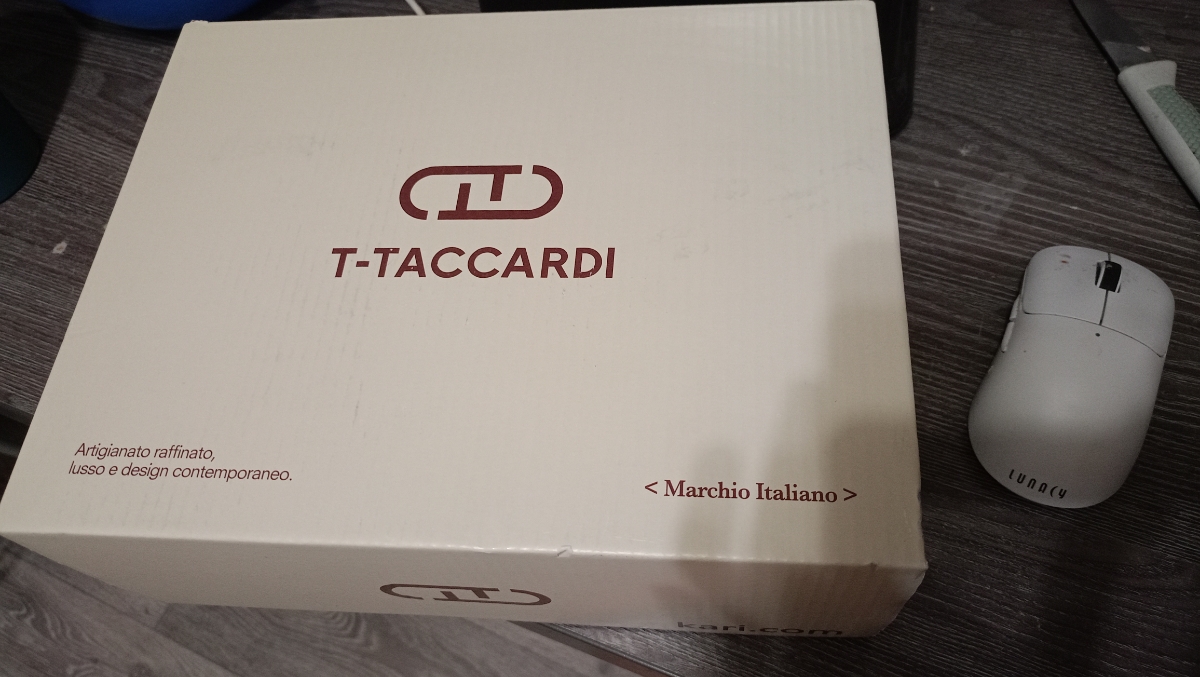 T-TACCARDI
Artigianato raffinato,
lusso e design contemporaneo.
< Marchio Italiano >
kari.com
LUNACY